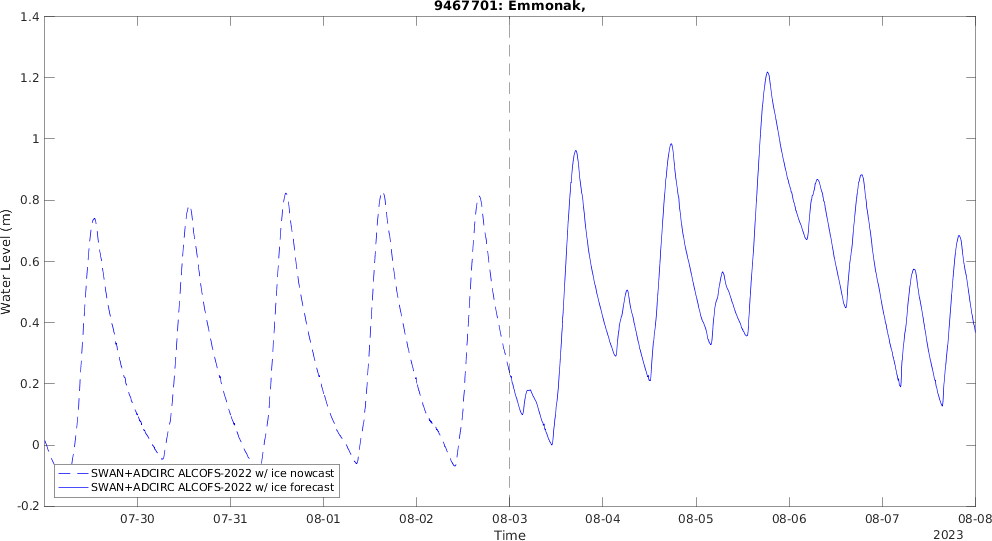 9467701: Emmonak,
1.4
1.2
1
0.8
0.6
0.4
0.2
0
-0.2
Water Level (m)
SWAN+ADCIRC ALCOFS-2022 w/ ice nowcast
SWAN+ADCIRC ALCOFS-2022 w/ ice forecast
07-30 07-31 08-01 08-02 08-03 08-04 08-05 08-06 08-07 08-08
Time
2023